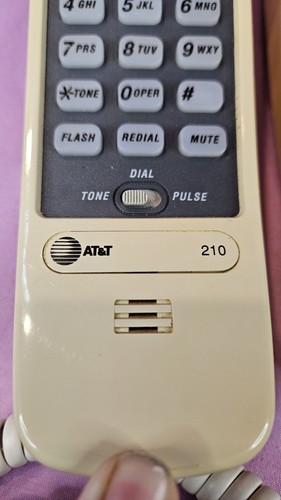 4 GHI 5 JKL 6 MNO
7 PRS 8 TUV 9 WXY
*-TONE 0 OPER #
FLASH REDIAL MUTE
DIAL
TONE PULSE
AT&T 210